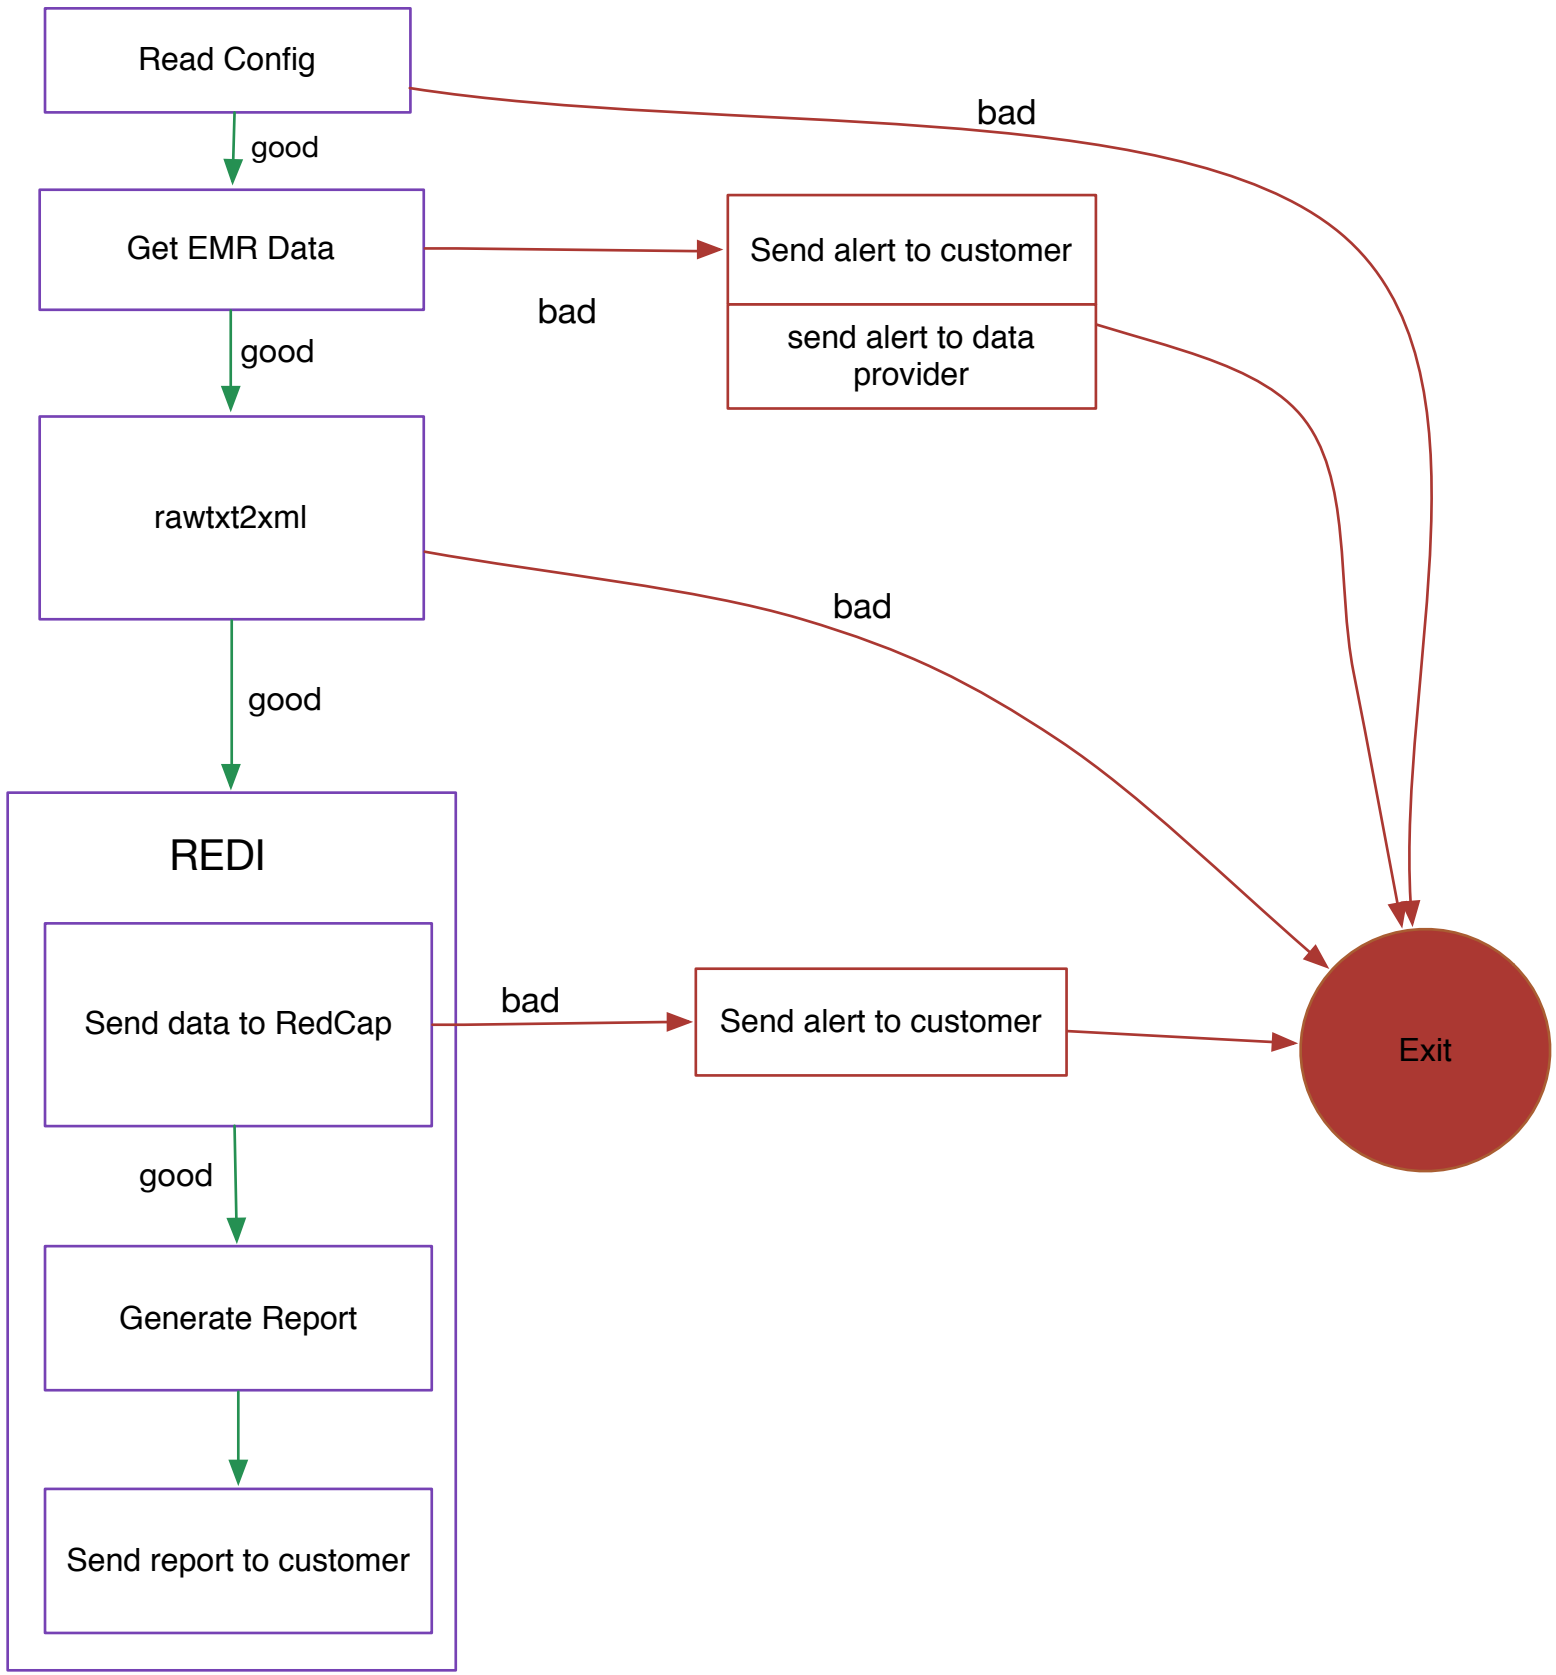 Read Config
bad
good
Get EMR Data
Send alert to customer
bad
send alert to data
provider
good
rawtxt2xml
bad
good
REDI
Send data to RedCap
bad
Send alert to customer
Exit
good
Generate Report
Send report to customer